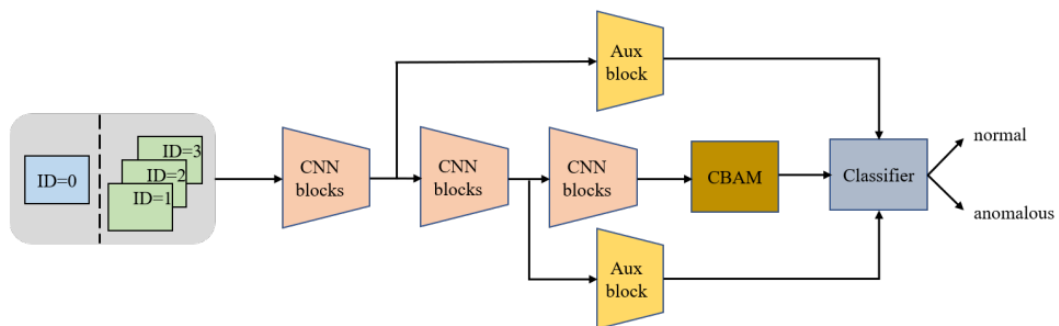 Aux
block
ID=0
ID=3
ID=2
ID=1
CNN
blocks
CNN
blocks
CNN
blocks
CBAM
Classifier
normal
anomalous
Aux
block